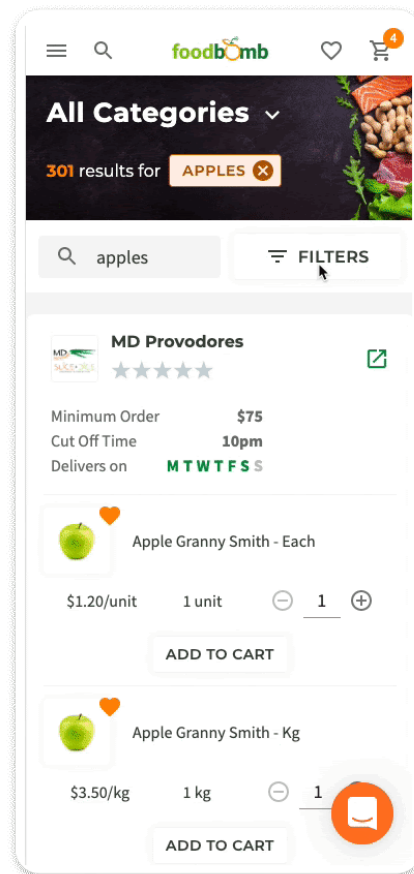 foodbomb
4
All Categories
301 results for APPLES
apples
FILTERS
MD Provodores
MD
Minimum Order $75
Cut Off Time 10pm
Delivers on M T W T F S S
Apple Granny Smith - Each
$1.20/unit 1 unit 1
ADD TO CART
Apple Granny Smith - Kg
$3.50/kg 1 kg 1
ADD TO CART